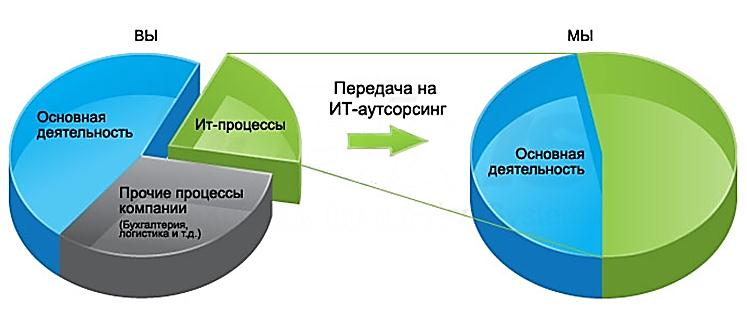 ВЫ
МЫ
Основная
деятельность
Ит-процессы
Прочие процессы
компании
(Бухгалтерия,
логистика и т.д.)
Передача на
ИТ-аутсорсинг
Основная
деятельность